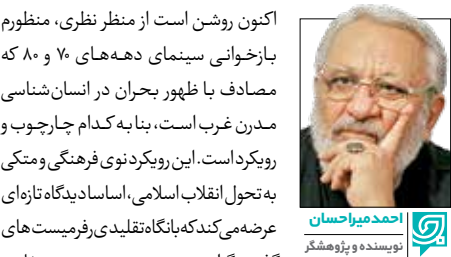 اکنون روشن است از منظر نظری، منظورم
بازخوانی سینمای دهه‌های ۷۰ و ۸۰ که
مصادف با ظهور بحران در انسان‌شناسی
مدرن غرب است، بنا به کدام چارچوب و
رویکرد است. این رویکرد نوی فرهنگی و متکی
به تحول انقلاب اسلامی، اساسا دیدگاه تازه‌ای
عرضه می‌کند که با نگاه تقلیدی رفرمیست‌های
احمد میراحسان
نویسنده و پژوهشگر